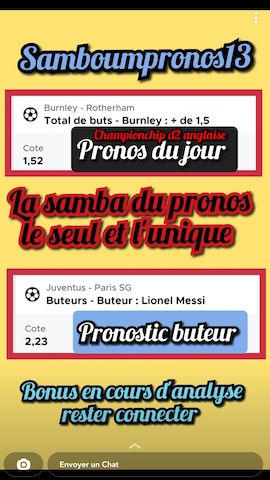 Samboumpronos13
Burnley - Rotherham
Total de buts - Burnley : + de 1,5
Championchip d2 anglaise
Cote
Pronos du jour
1,52
La samba du pronos
le seul et l'unique
Juventus - Paris SG
Buteurs - Buteur : Lionel Messi
Cote
Pronostic buteur
2,23
Bonus en cours d'analyse
rester connecter
Envoyer un Chat